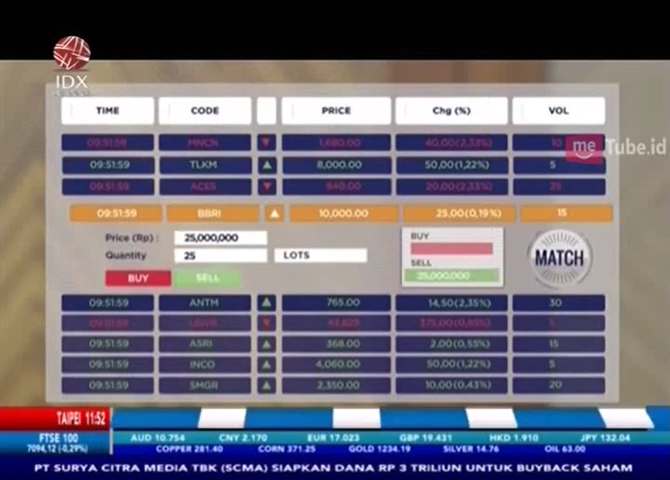 IDX
me Tube.id
TIME CODE PRICE Chg (%) VOL
09:51:59 MNCN ▼ 1,680.00 40,00(2,33%) 10
09:51:59 TLKM ▲ 8,000.00 50,00(1,22%) 5
09:51:59 ACES ▼ 840.00 20,00(2,33%) 25
09:51:59 BBRI ▲ 10,000.00 25,00(0,19%) 15
Price (Rp) : 25,000,000
Quantity 25 LOTS
BUY SELL
BUY
SELL
25,000,000
MATCH
09:51:59 ANTM ▲ 765.00 14,50(2,35%) 30
09:51:59 UNVR ▼ 375,00(0,85%)
09:51:59 ASRI ▲ 368.00 2,00(0,55%) 15
09:51:59 INCO ▲ 4,060.00 50,00(1,22%) 5
09:51:59 SMGR ▲ 2,350.00 10,00(0,43%) 20
TAIPEI 11:52
FTSE 100
7094,12 (-0,29%)
AUD 10.754 CNY 2.170 EUR 17.023 GBP 19.431 HKD 1.910 JPY 132.04
COPPER 281.40 CORN 371.25 GOLD 1234.19 SILVER 14.76 OIL 63.00
PT SURYA CITRA MEDIA TBK (SCMA) SIAPKAN DANA RP 3 TRILIUN UNTUK BUYBACK SAHAM